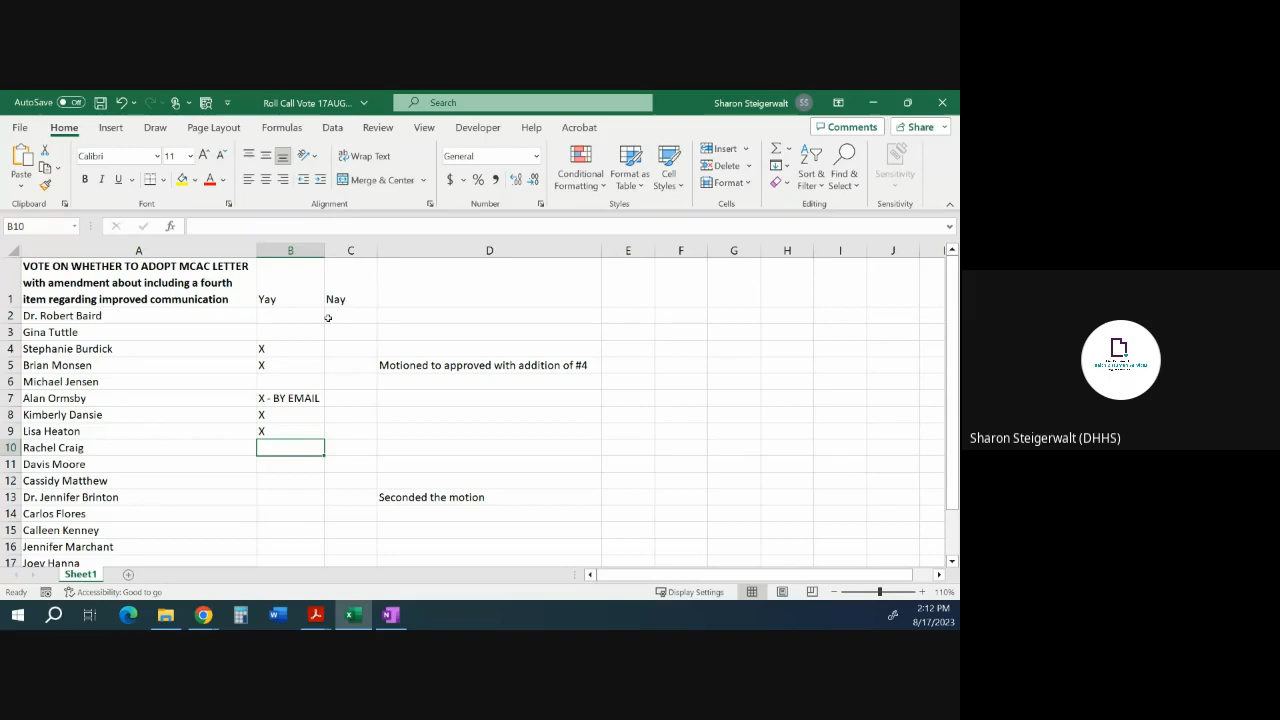 AutoSave Off
Roll Call Vote 17AUG...
Search
Sharon Steigerwalt SS
File Home Insert Draw Page Layout Formulas Data Review View Developer Help Acrobat
Comments Share
Paste
Calibri 11
B I U
Wrap Text
Merge & Center
General
$ % 9
Conditional Formatting
Format as Table
Cell Styles
Insert
Delete
Format
Sort & Filter
Find & Select
Sensitivity
Clipboard Font Alignment Number Styles Cells Editing Sensitivity
B10
fx
A B C D E F G H I J
VOTE ON WHETHER TO ADOPT MCAC LETTER
with amendment about including a fourth
1 item regarding improved communication Yay Nay
2 Dr. Robert Baird
3 Gina Tuttle
4 Stephanie Burdick X
5 Brian Monsen X Motioned to approved with addition of #4
6 Michael Jensen
7 Alan Ormsby X - BY EMAIL
8 Kimberly Dansie X
9 Lisa Heaton X
10 Rachel Craig
11 Davis Moore
12 Cassidy Matthew
13 Dr. Jennifer Brinton Seconded the motion
14 Carlos Flores
15 Calleen Kenney
16 Jennifer Marchant
17 Joey Hanna
Sheet1
Ready
Accessibility: Good to go
Display Settings
110%
2:12 PM
8/17/2023
Sharon Steigerwalt (DHHS)